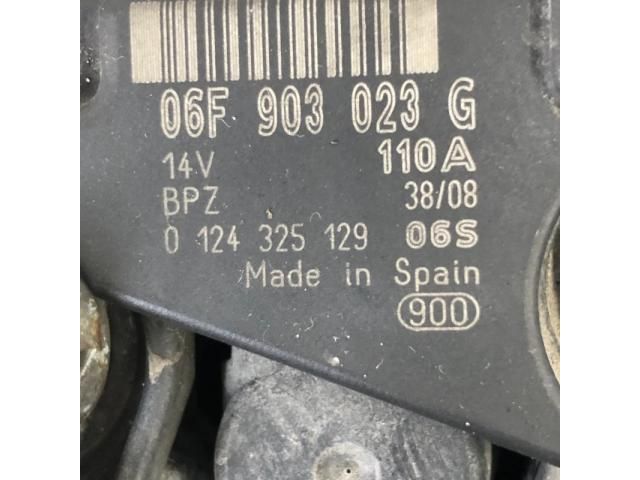 06F 903 023 G
14V 110A
BPZ 38/08
0 124 325 129 06S
Made in Spain
900